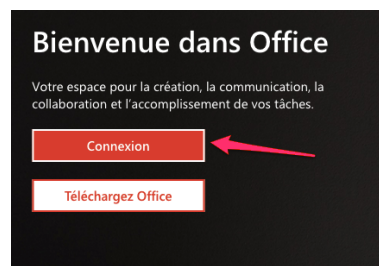 Bienvenue dans Office
Votre espace pour la création, la communication, la
collaboration et l'accomplissement de vos tâches.
Connexion
Téléchargez Office